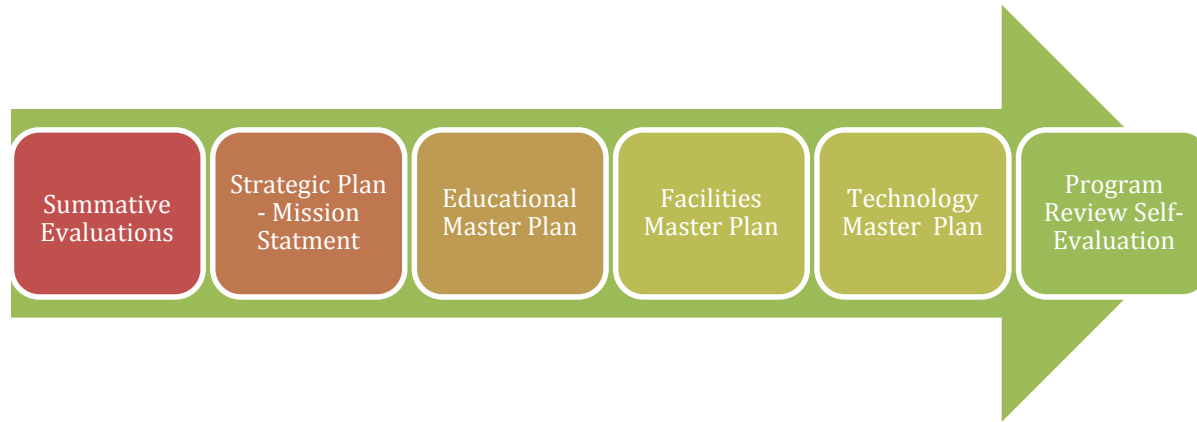 Summative
Evaluations
Strategic Plan
- Mission
Statment
Educational
Master Plan
Facilities
Master Plan
Technology
Master  Plan
Program
Review Self-
Evaluation